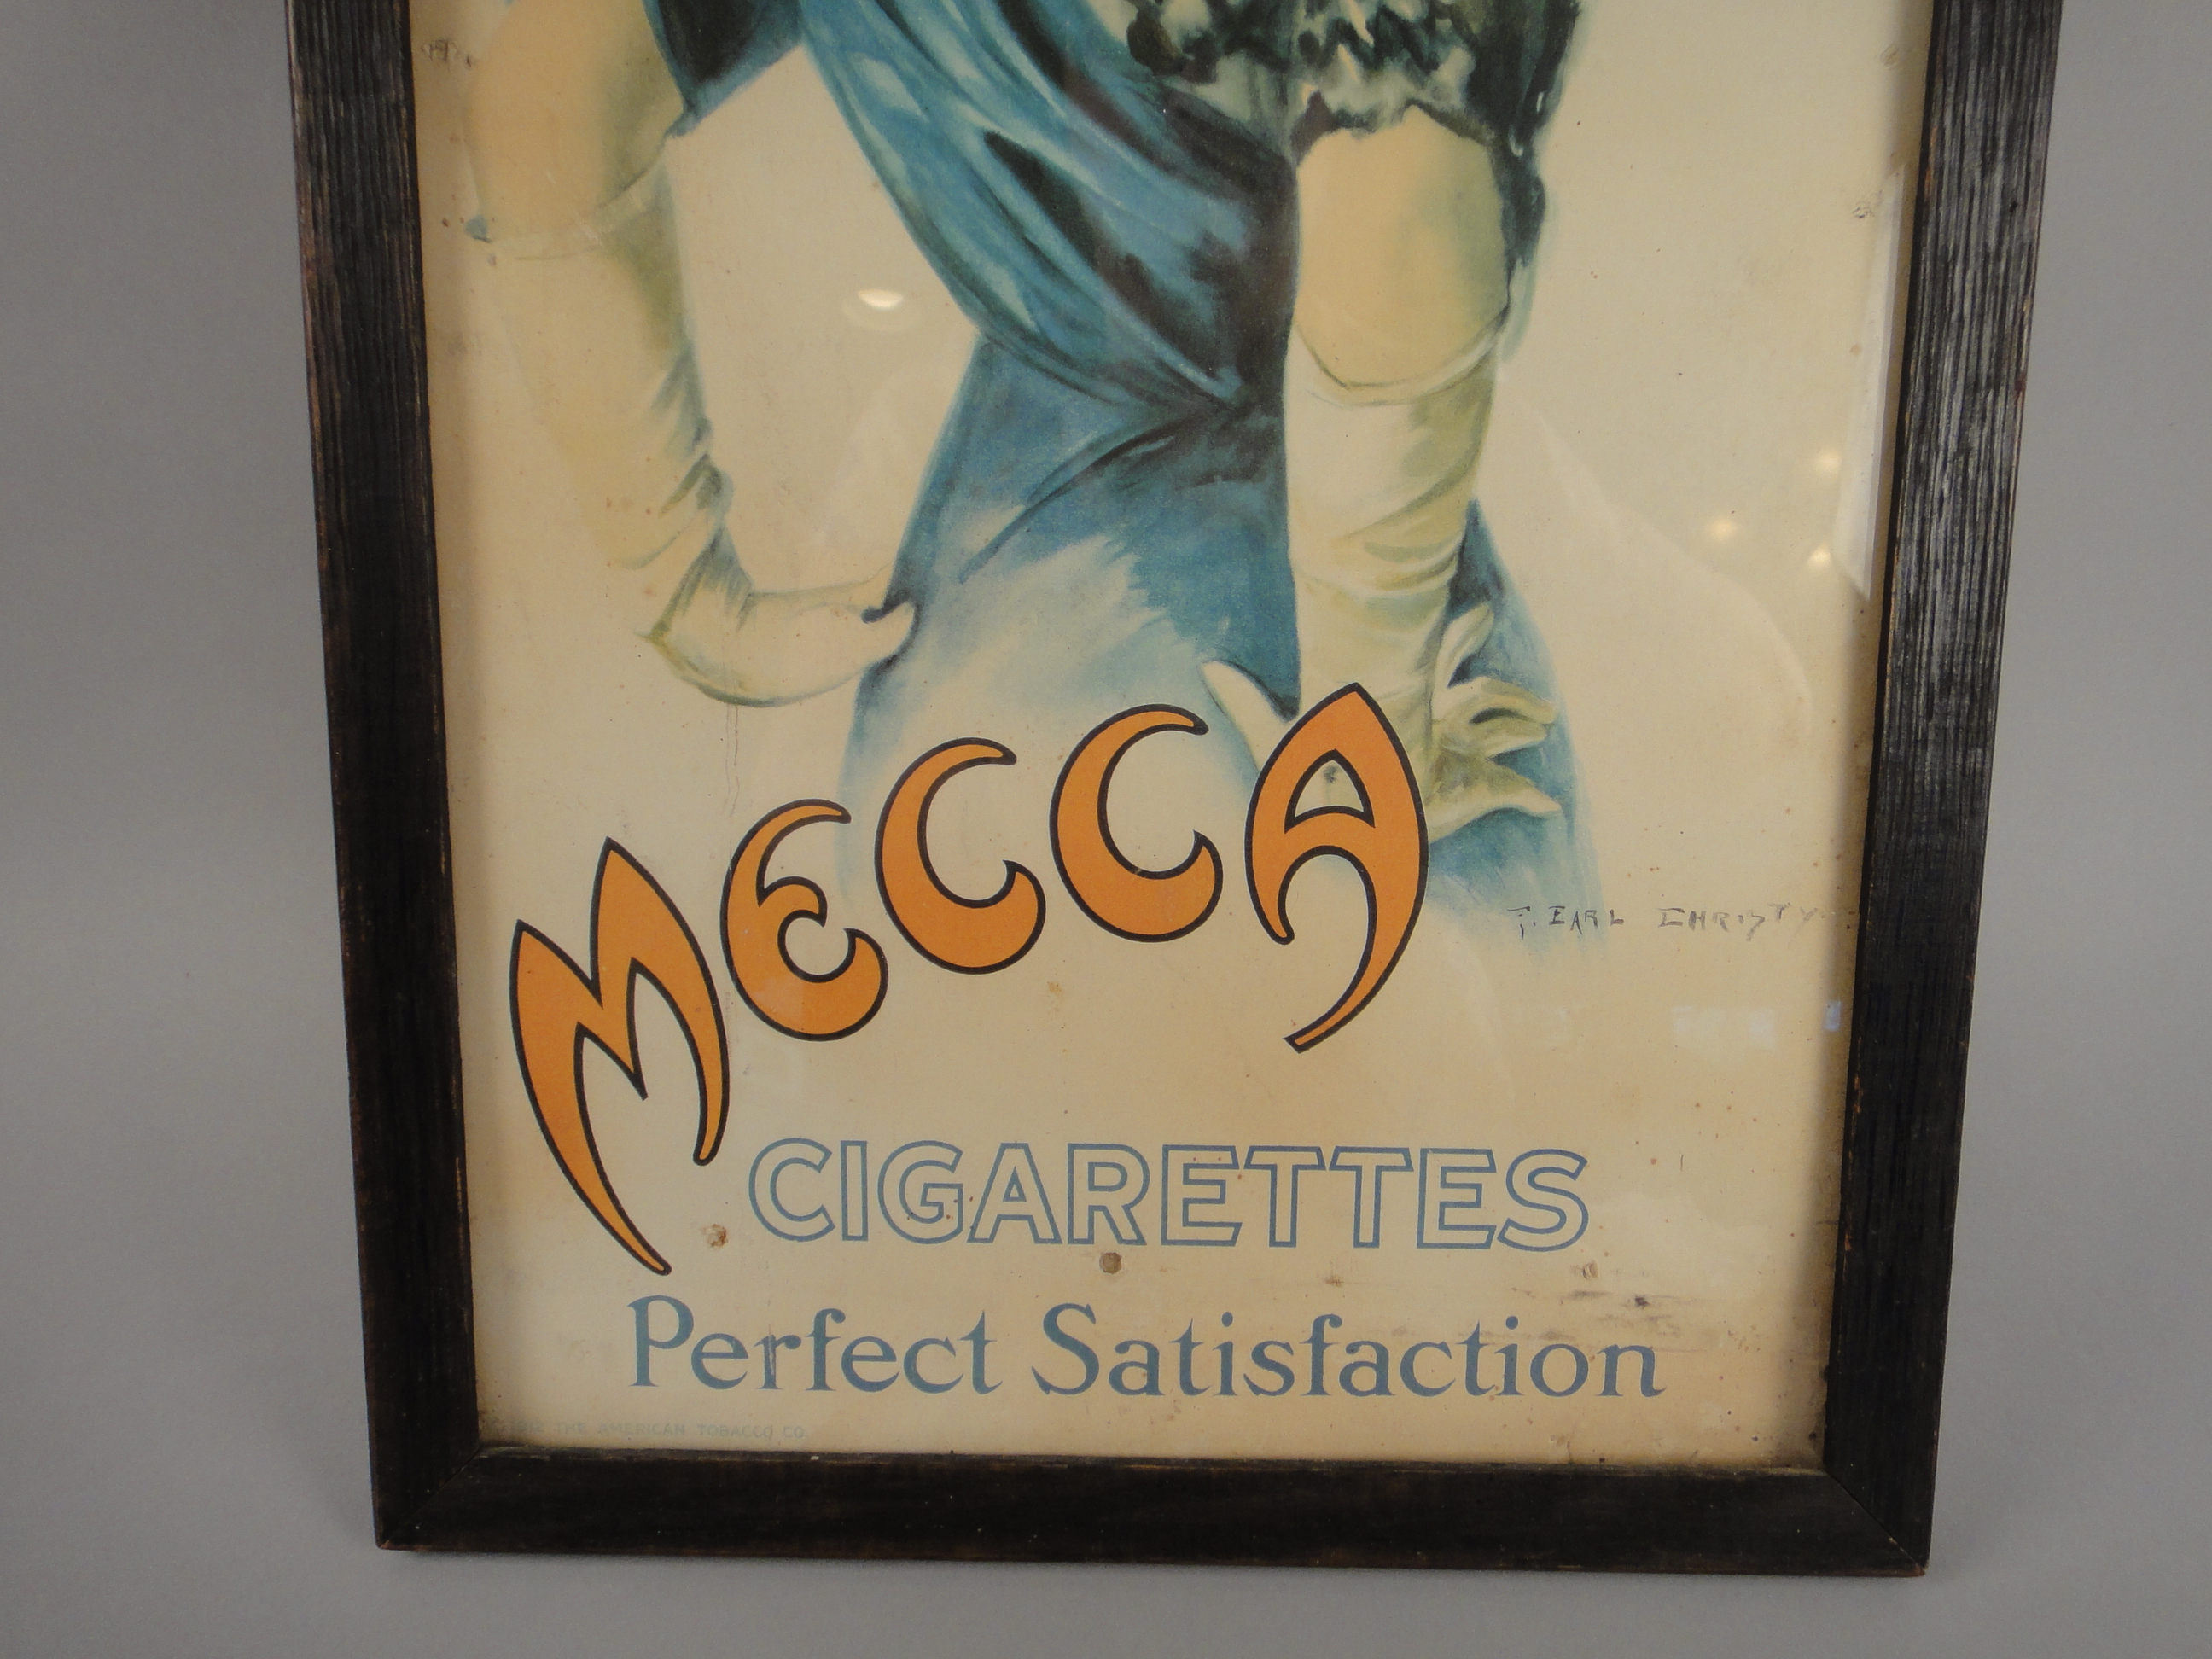 MECCA
F. EARL CHRISTY
CIGARETTES
Perfect Satisfaction
THE AMERICAN TOBACCO CO.